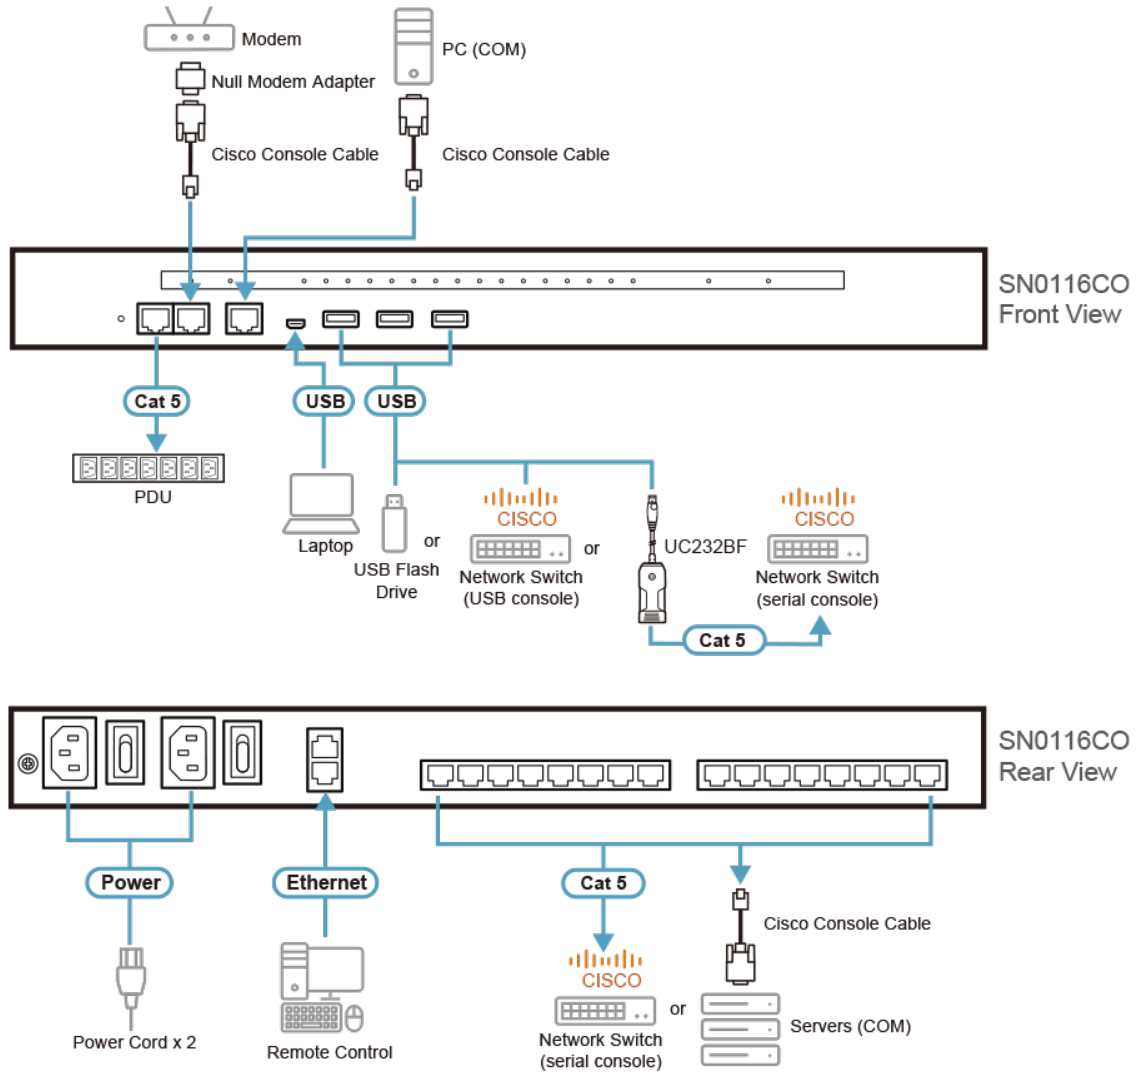 Modem
PC (COM)
Null Modem Adapter
Cisco Console Cable
Cisco Console Cable
SN0116CO
Front View
Cat 5
USB
USB
PDU
Laptop
USB Flash
Drive
or
CISCO
Network Switch
(USB console)
or
UC232BF
CISCO
Network Switch
(serial console)
Cat 5
SN0116CO
Rear View
Power
Ethernet
Cat 5
Cisco Console Cable
Power Cord x 2
Remote Control
CISCO
Network Switch
(serial console)
or
Servers (COM)